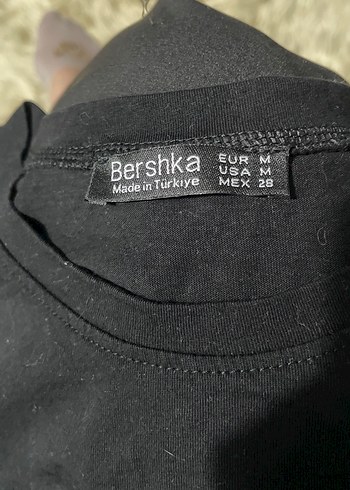 Bershka
Made in Türkiye
EUR M
USA M
MEX 28